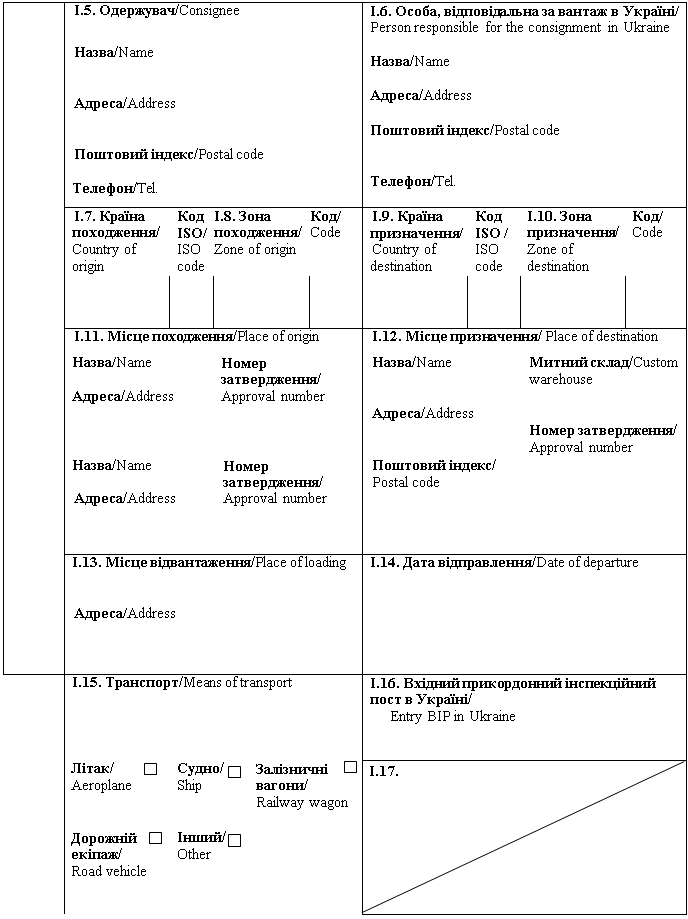 I.5. Одержувач/Consignee
Назва/Name
Адреса/Address
Поштовий індекс/Postal code
Телефон/Tel.
I.6. Особа, відповідальна за вантаж в Україні/
Person responsible for the consignment in Ukraine
Назва/Name
Адреса/Address
Поштовий індекс/Postal code
Телефон/Tel.
I.7. Країна
походження/
Country of
origin
Код
ISO/
ISO
code
I.8. Зона
походження/
Zone of origin
Код/
Code
I.9. Країна
призначення/
Country of
destination
Код
ISO /
ISO
code
I.10. Зона
призначення/
Zone of
destination
Код/
Code
I.11. Місце походження/Place of origin
Назва/Name
Номер
затвердження/
Approval number
Адреса/Address
Назва/Name
Номер
затвердження/
Approval number
Адреса/Address
I.12. Місце призначення/ Place of destination
Назва/Name
Митний склад/Custom
warehouse
Адреса/Address
Номер затвердження/
Approval number
Поштовий індекс/
Postal code
I.13. Місце відвантаження/Place of loading
Адреса/Address
I.14. Дата відправлення/Date of departure
I.15. Транспорт/Means of transport
Літак/
Aeroplane
Судно/
Ship
Залізничні
вагони/
Railway wagon
Дорожній
екіпаж/
Road vehicle
Інший/
Other
I.16. Вхідний прикордонний інспекційний
пост в Україні/
Entry BIP in Ukraine
I.17.